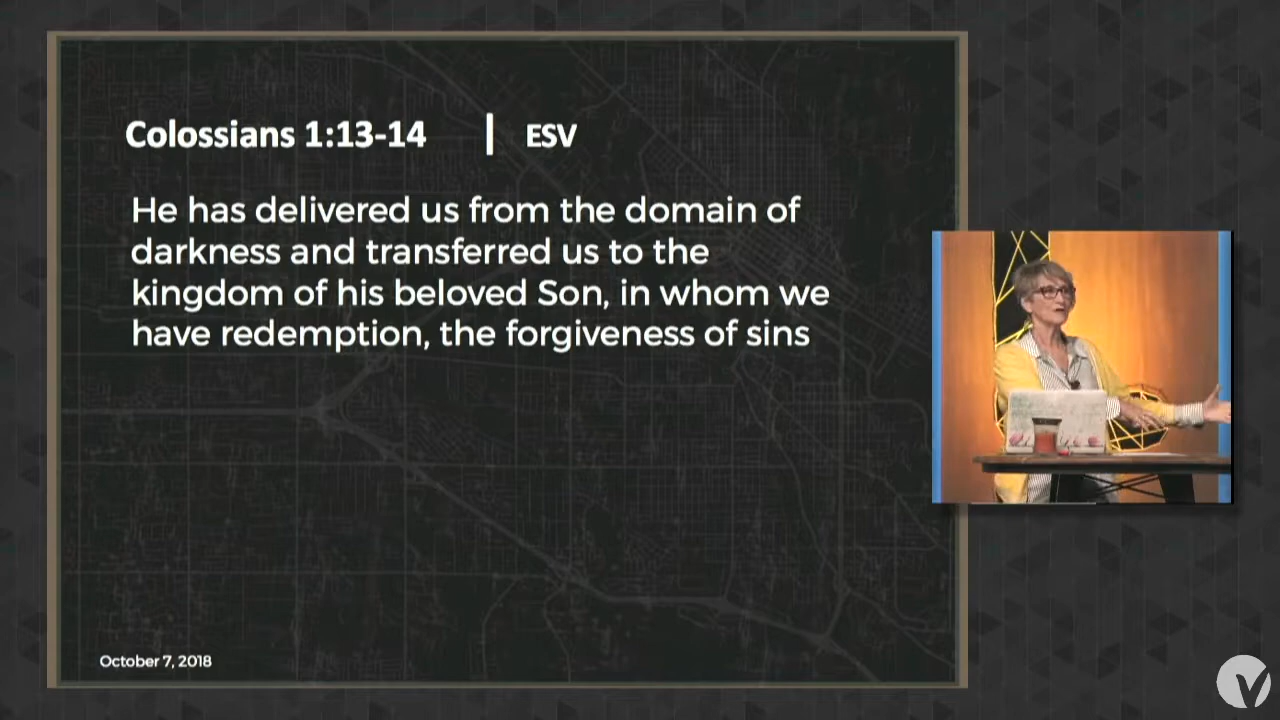 Colossians 1:13-14 | ESV
He has delivered us from the domain of
darkness and transferred us to the
kingdom of his beloved Son, in whom we
have redemption, the forgiveness of sins
October 7, 2018
V